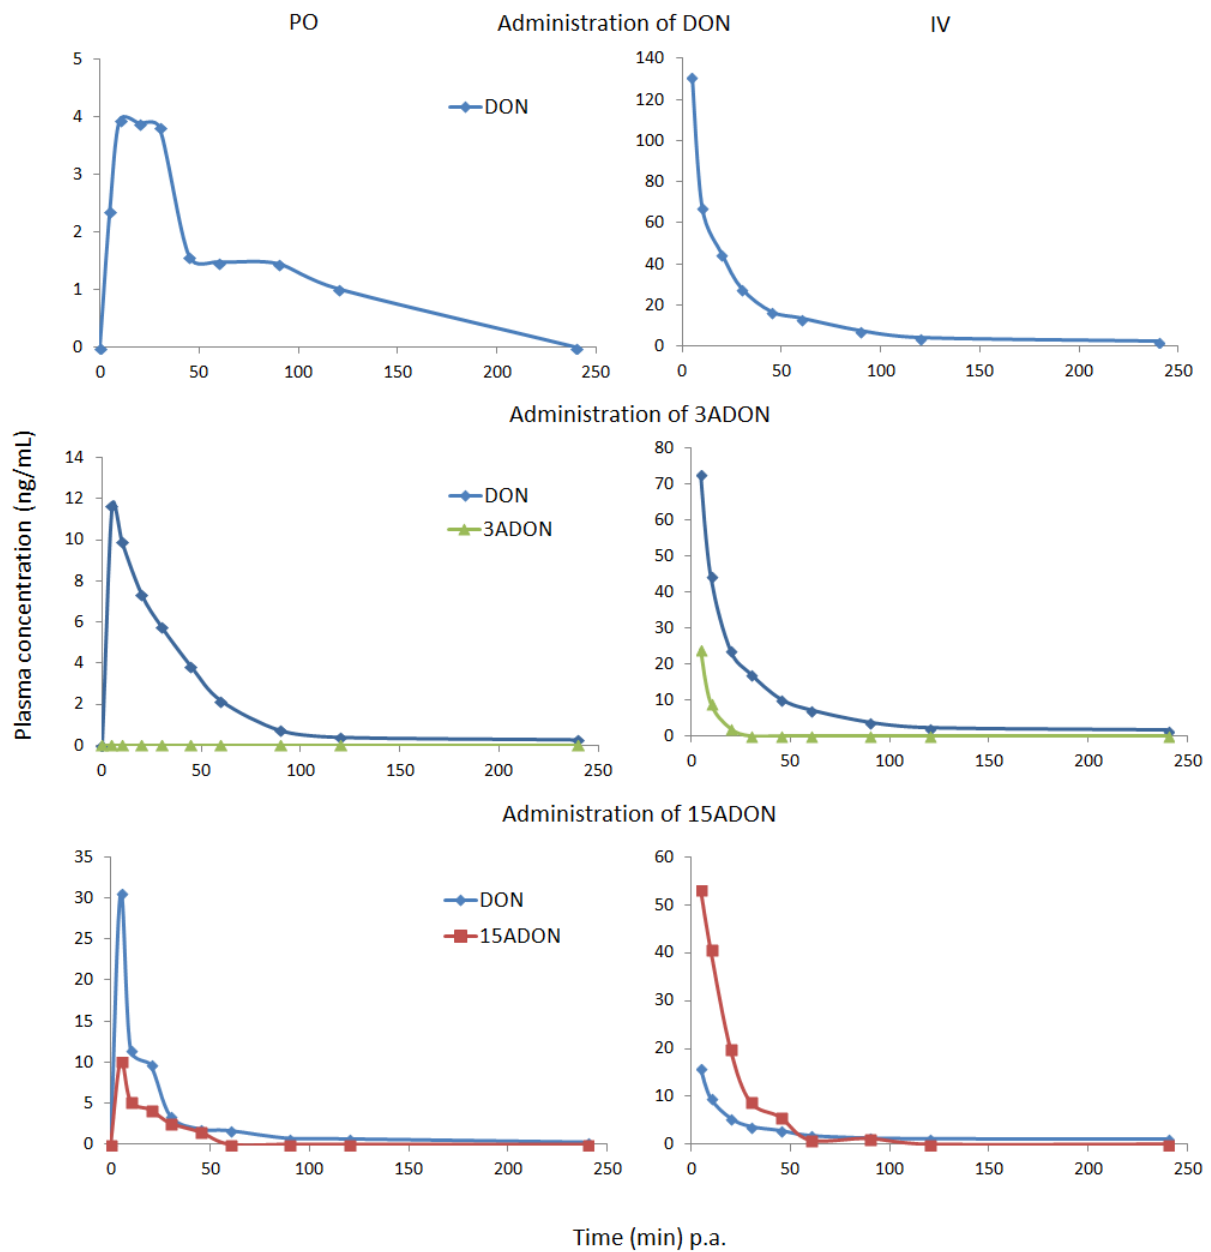 PO Administration of DON IV
5
4
3
2
1
0
0 50 100 150 200 250
DON
140
120
100
80
60
40
20
0
0 50 100 150 200 250
Administration of 3ADON
Plasma concentration (ng/mL)
14
12
10
8
6
4
2
0
0 50 100 150 200 250
DON
3ADON
80
70
60
50
40
30
20
10
0
0 50 100 150 200 250
Administration of 15ADON
35
30
25
20
15
10
5
0
0 50 100 150 200 250
DON
15ADON
60
50
40
30
20
10
0
0 50 100 150 200 250
Time (min) p.a.